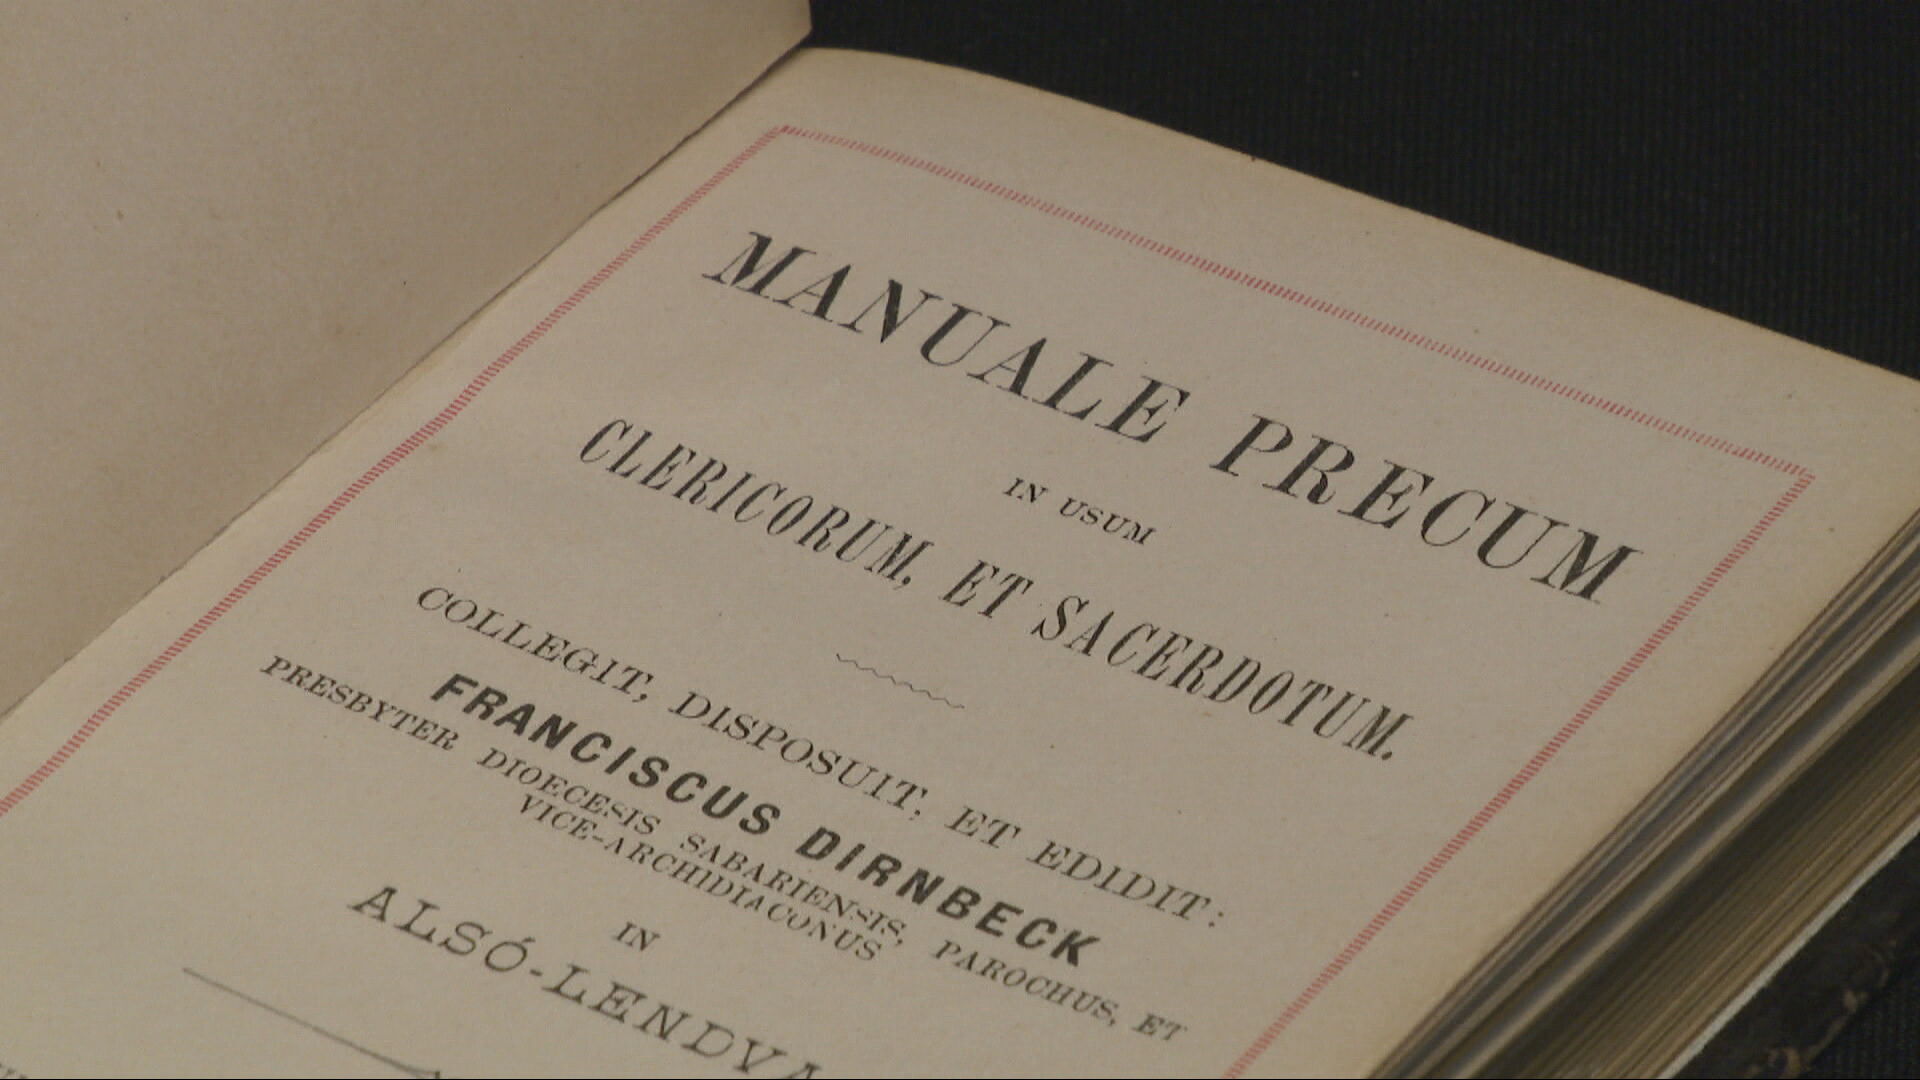 MANUALE PRECUM
IN USUM
CLERICORUM, ET SACERDOTUM.
COLLEGIT, DISPOSUIT, ET EDIDIT:
FRANCISCUS DIRNBECK
PRESBYTER DIOECESIS SABARIENSIS, PAROCHUS, ET
VICE-ARCHIDIACONUS
IN
ALSÓ-LENDVA